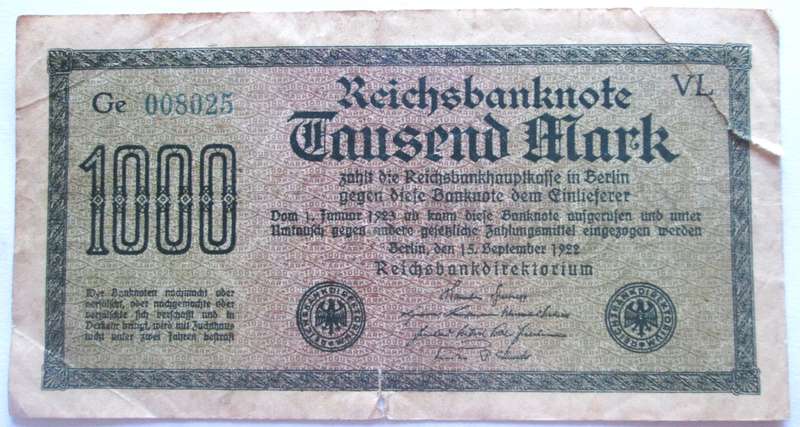 Ge 008025
VL
Reichsbanknote
Tausend Mark
1000
zahlt die Reichsbankhauptkasse in Berlin
gegen diese Banknote dem Einlieferer
Vom 1. Januar 1923 ab kann diese Banknote aufgerufen und unter
Umtausch gegen andere gesetzliche Zahlungsmittel eingezogen werden
Berlin, den 15. September 1922
Reichsbankdirektorium
Wer Banknoten nachmacht oder
verfälscht, oder nachgemachte oder
verfälschte sich verschafft und in
Verkehr bringt, wird mit Zuchthaus
nicht unter zwei Jahren bestraft
REICHSBANKDIREKTORIUM
REICHSBANKDIREKTORIUM